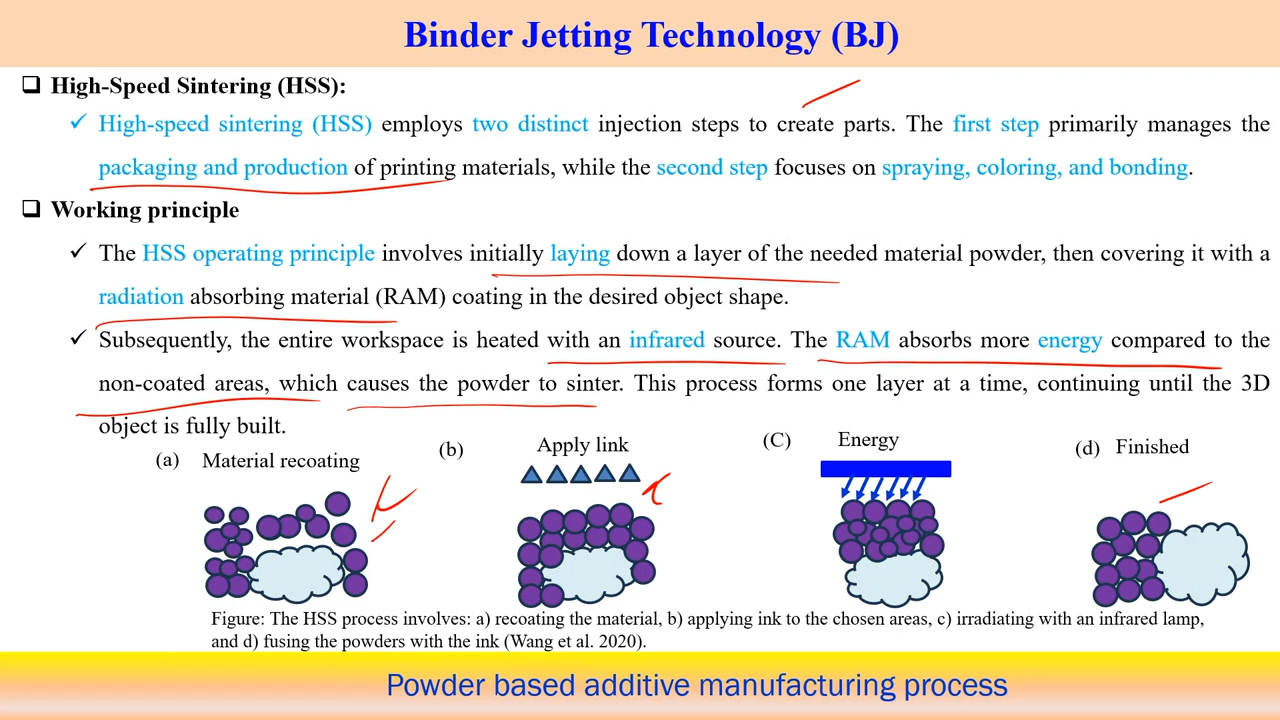 Binder Jetting Technology (BJ)
High-Speed Sintering (HSS):
High-speed sintering (HSS) employs two distinct injection steps to create parts. The first step primarily manages the
packaging and production of printing materials, while the second step focuses on spraying, coloring, and bonding.
Working principle
The HSS operating principle involves initially laying down a layer of the needed material powder, then covering it with a
radiation absorbing material (RAM) coating in the desired object shape.
Subsequently, the entire workspace is heated with an infrared source. The RAM absorbs more energy compared to the
non-coated areas, which causes the powder to sinter. This process forms one layer at a time, continuing until the 3D
object is fully built.
(a) Material recoating
(b) Apply link
(C) Energy
(d) Finished
Figure: The HSS process involves: a) recoating the material, b) applying ink to the chosen areas, c) irradiating with an infrared lamp,
and d) fusing the powders with the ink (Wang et al. 2020).
Powder based additive manufacturing process